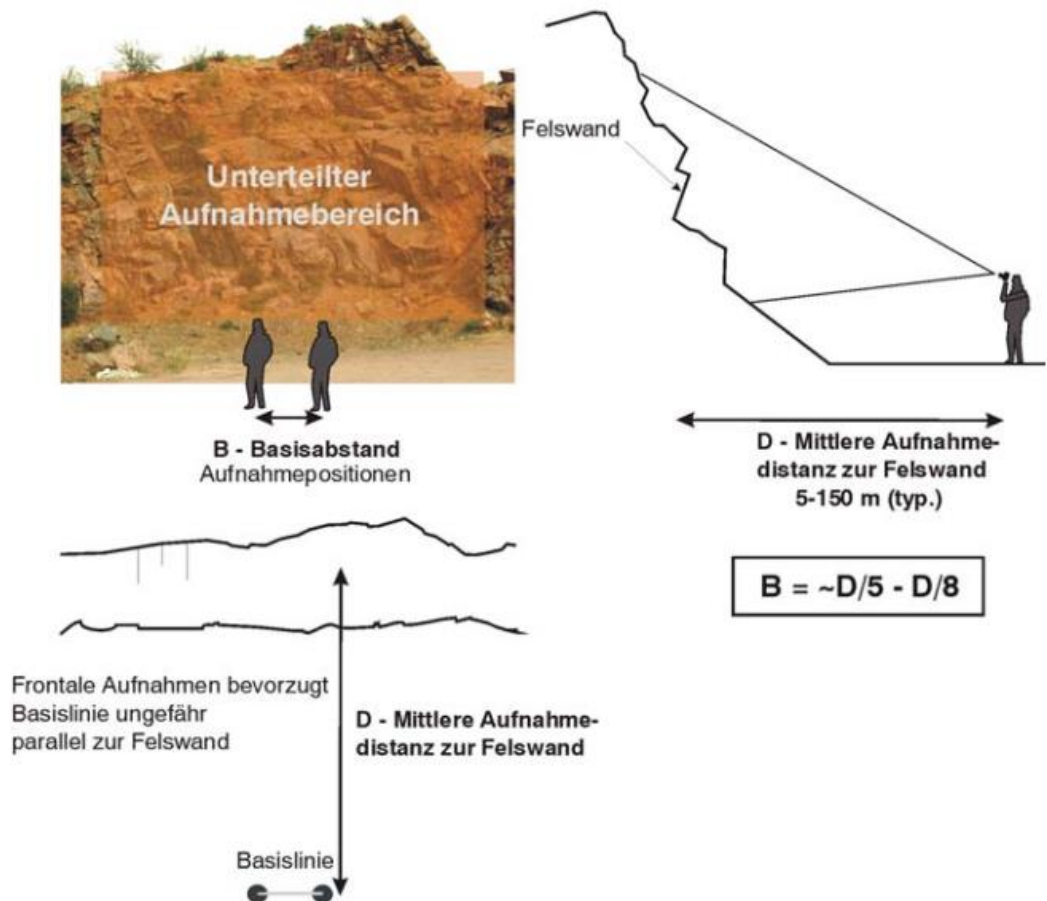 Unterteilter
Aufnahmebereich
B - Basisabstand
Aufnahmepositionen
Felswand
D - Mittlere Aufnahme-
distanz zur Felswand
5-150 m (typ.)
B = ~D/5 - D/8
Frontale Aufnahmen bevorzugt
Basislinie ungefähr
parallel zur Felswand
D - Mittlere Aufnahme-
distanz zur Felswand
Basislinie